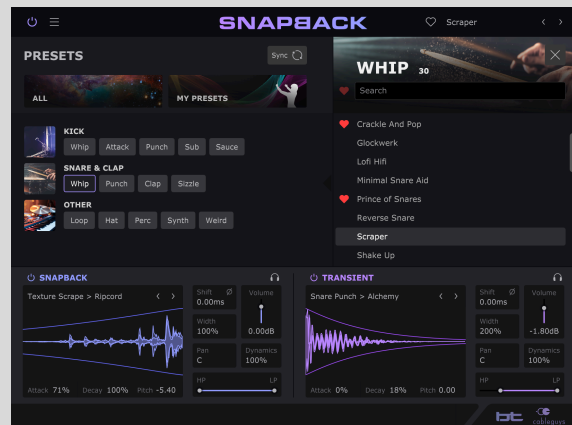 SNAPBACK
Scraper
PRESETS
Sync
ALL
MY PRESETS
KICK
Whip Attack Punch Sub Sauce
SNARE & CLAP
Whip Punch Clap Sizzle
OTHER
Loop Hat Perc Synth Weird
WHIP 30
Search
Crackle And Pop
Glockwerk
Lofi Hifi
Minimal Snare Aid
Prince of Snares
Reverse Snare
Scraper
Shake Up
SNAPBACK
Texture Scrape > Ripcord
Attack 71% Decay 100% Pitch -5.40
Shift Ø
0.00ms
Width
100%
Pan
C
Volume
0.00dB
Dynamics
100%
HP LP
TRANSIENT
Snare Punch > Alchemy
Attack 0% Decay 18% Pitch 0.00
Shift Ø
0.00ms
Width
200%
Pan
C
Volume
-1.80dB
Dynamics
100%
HP LP
bt cableguys